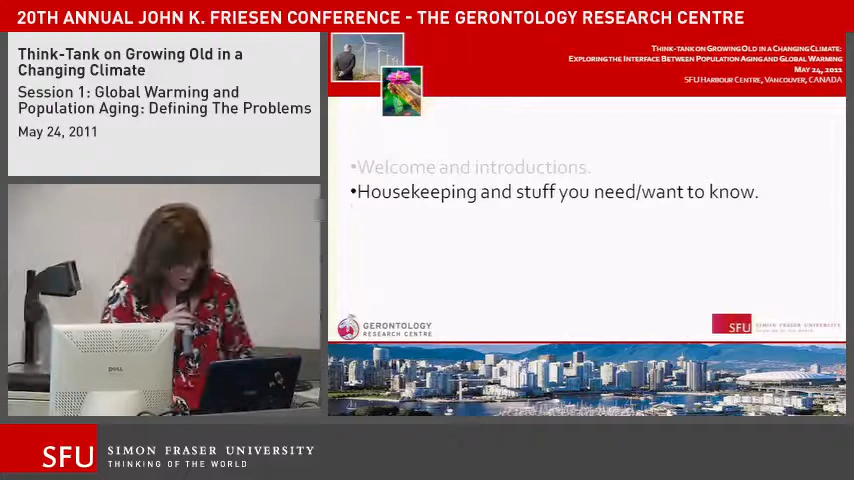 20TH ANNUAL JOHN K. FRIESEN CONFERENCE - THE GERONTOLOGY RESEARCH CENTRE
Think-Tank on Growing Old in a
Changing Climate
Session 1: Global Warming and
Population Aging: Defining The Problems
May 24, 2011
THINK-TANK ON GROWING OLD IN A CHANGING CLIMATE:
EXPLORING THE INTERFACE BETWEEN POPULATION AGING AND GLOBAL WARMING
MAY 24, 2011
SFU HARBOUR CENTRE, VANCOUVER, CANADA
•Welcome and introductions.
•Housekeeping and stuff you need/want to know.
GERONTOLOGY
RESEARCH CENTRE
SFU SIMON FRASER UNIVERSITY
DELL
SFU SIMON FRASER UNIVERSITY
THINKING OF THE WORLD